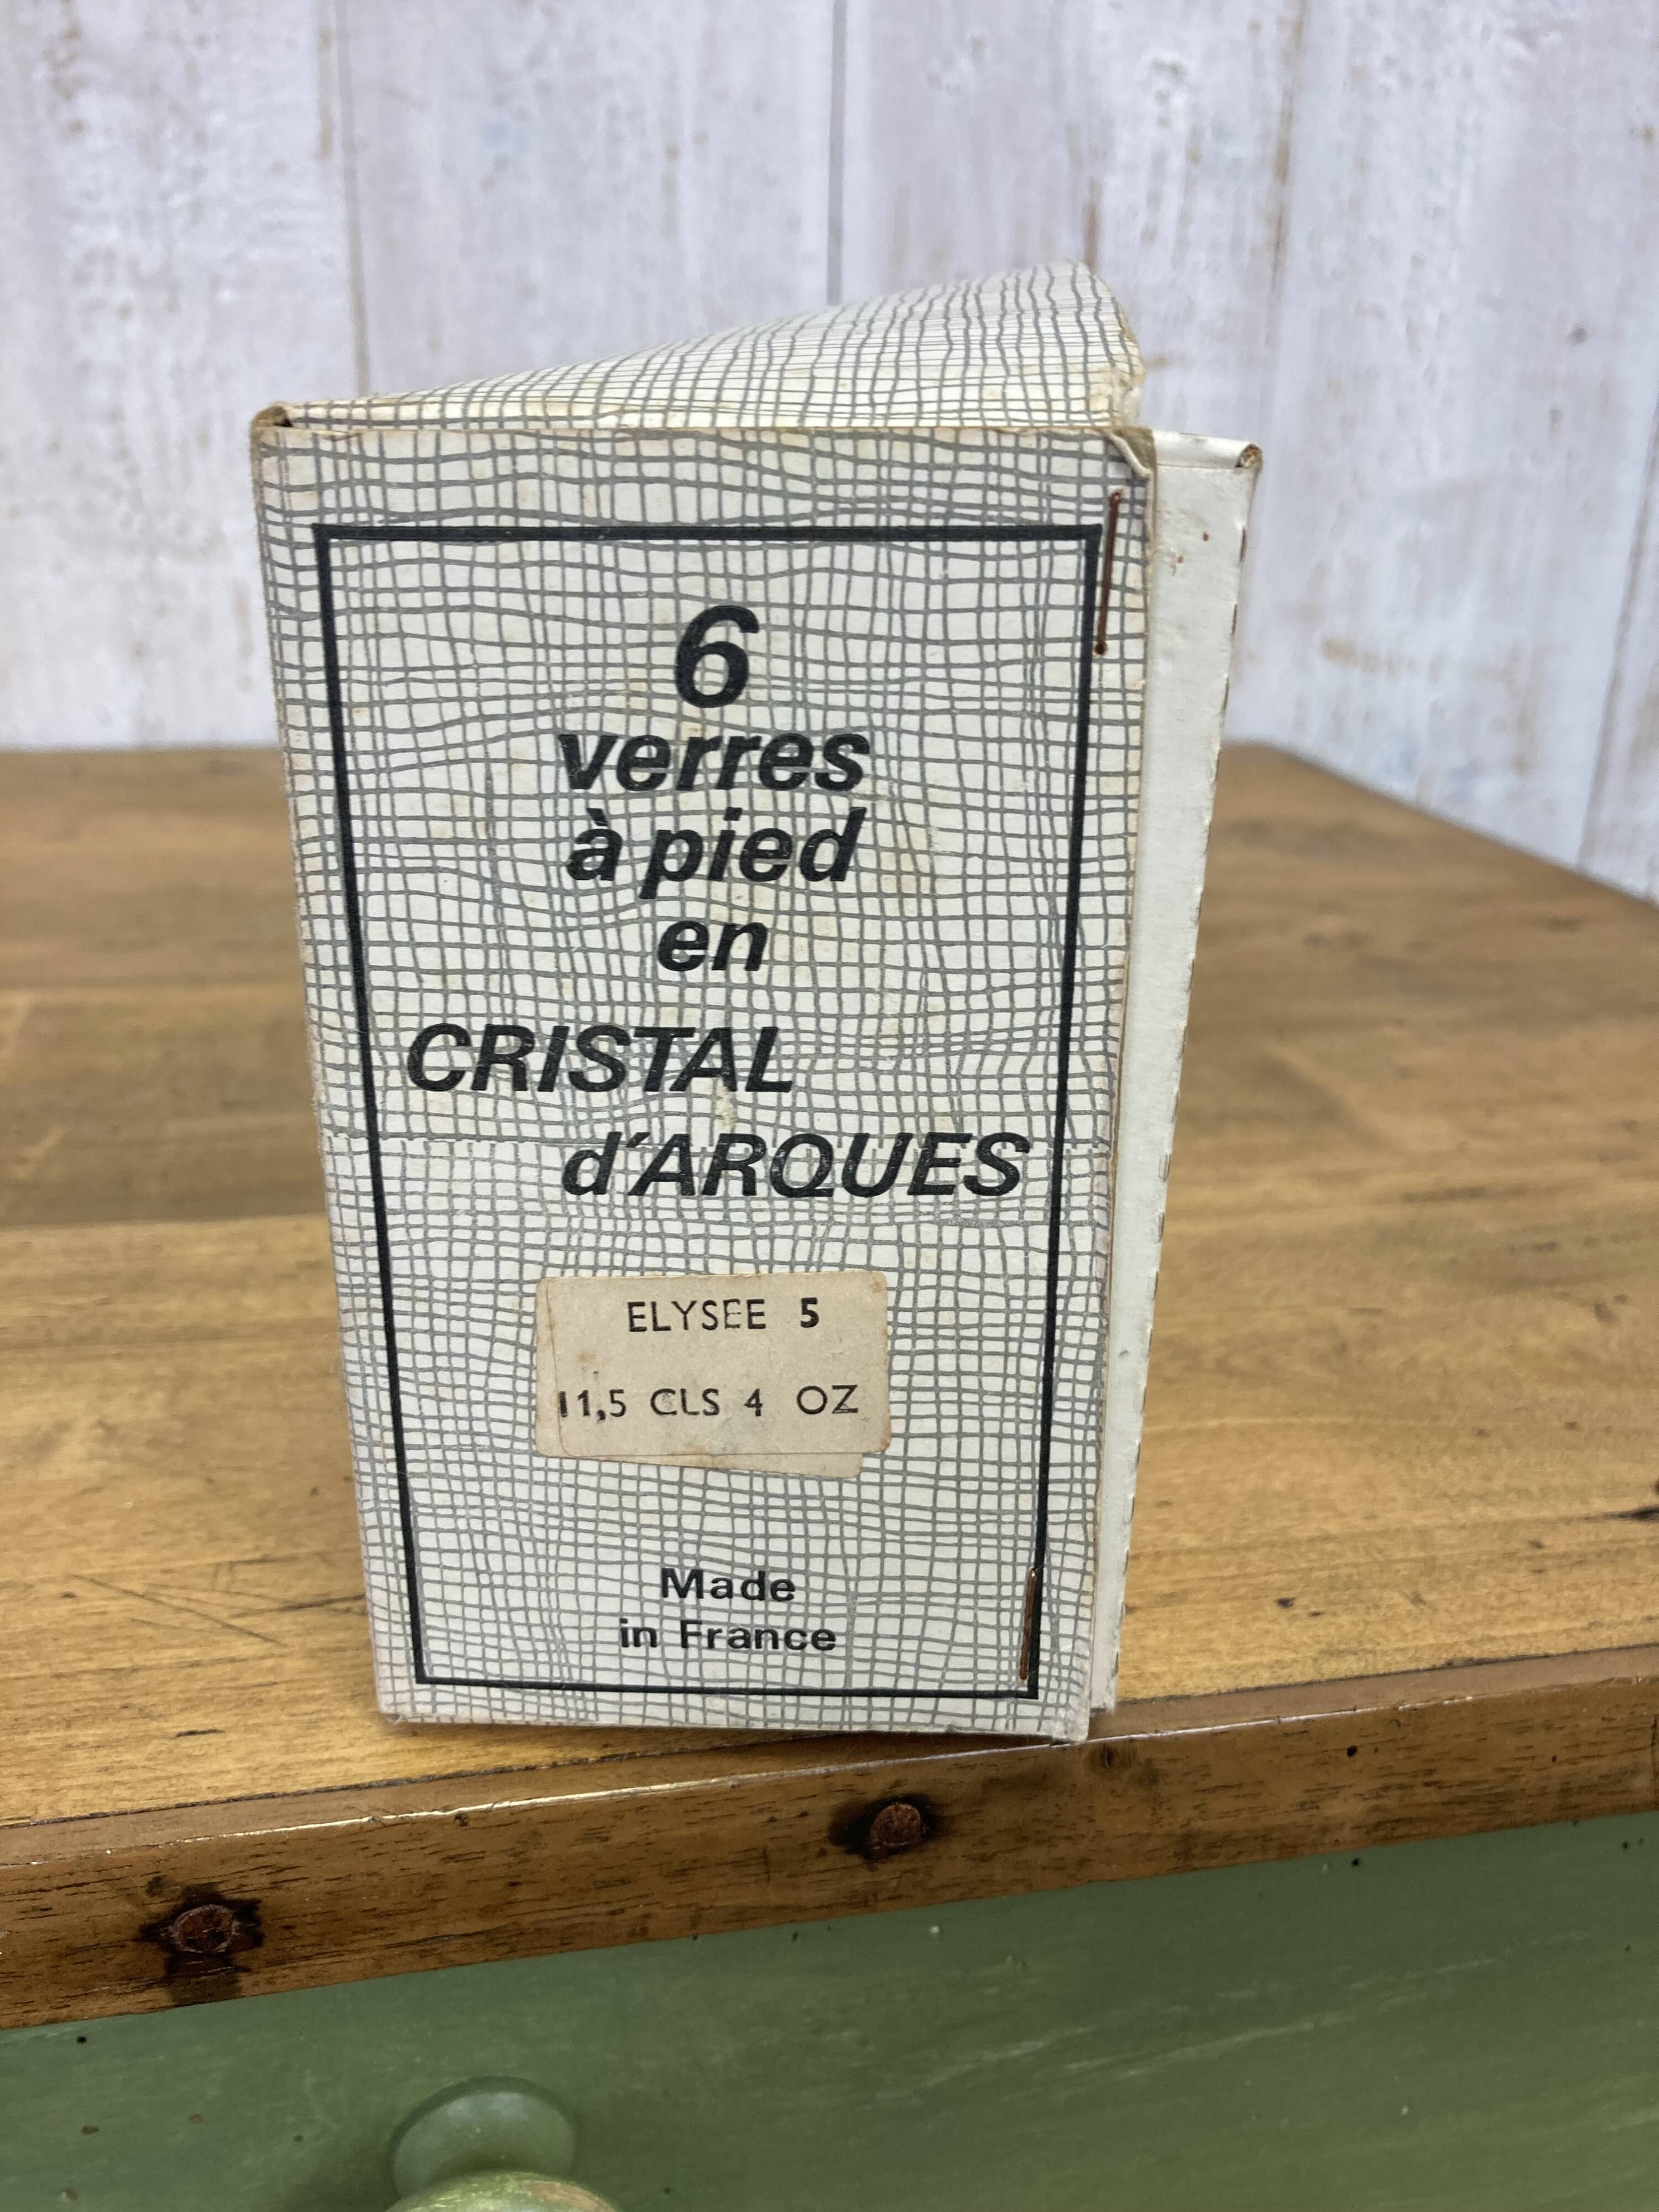 6
verres
à pied
en
CRISTAL
d'ARQUES
ELYSEE 5
11,5 CLS 4 OZ
Made
in France